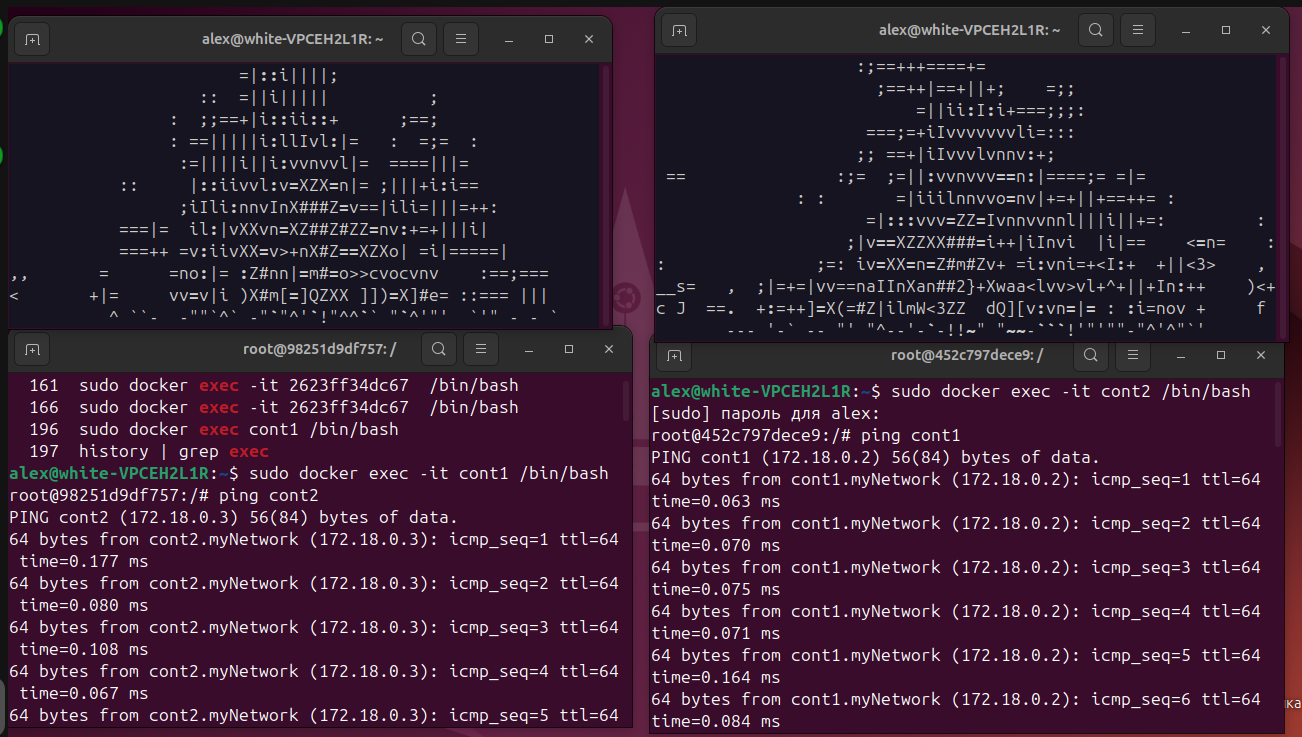 alex@white-VPCEH2L1R: ~
=|::i||||;
:: =||i||||| ;
: ;;==+|i::ii::+ ;==;
: ==|||||i:llIvl:|= : =;= :
:=||||i||i:vvnvvl|= ====|||=
:: |::iivvl:v=XZX=n|= ;|||+i:i==
;iIli:nnvInX###Z=v==|ili=|||=++:
===|= il:|vXXvn=XZ##Z#ZZ=nv:+=+|||i|
===++ =v:iivXX=v>+nX#Z==XZXo| =i|=====|
,, = =no:|= :Z#nn|=m#=o>>cvocvnv :==;===
< +|= vv=v|i )X#m[=]QZXX ]])=X]#e= ::=== |||
alex@white-VPCEH2L1R: ~
:;==+++====+=
;==++|==+||+; =;;
=||ii:I:i+===;;;:
===;=+iIvvvvvvvli=:::
;; ==+|iIvvvlvnnv:+;
== :;= ;=||:vvnvvv==n:|====;= =|=
: : =|iiilnnvvo=nv|+=+||+==++= :
=|:::vvv=ZZ=Ivnnvvnnl|||i||+=: :
;|v==XZZXX###=i++|iInvi |i|== <=n= :
: ;=: iv=XX=n=Z#m#Zv+ =i:vni=+<I:+ +||<3> ,
__s= , ;|=+=|vv==naIInXan##2}+Xwaa<lvv>vl+^+||+In:++ )<+
c J ==. +:=++]=X(=#Z|ilmW<3ZZ dQ][v:vn=|= : :i=nov + f
root@98251d9df757: /
161 sudo docker exec -it 2623ff34dc67 /bin/bash
166 sudo docker exec -it 2623ff34dc67 /bin/bash
196 sudo docker exec cont1 /bin/bash
197 history | grep exec
alex@white-VPCEH2L1R:~$ sudo docker exec -it cont1 /bin/bash
root@98251d9df757:/# ping cont2
PING cont2 (172.18.0.3) 56(84) bytes of data.
64 bytes from cont2.myNetwork (172.18.0.3): icmp_seq=1 ttl=64
time=0.177 ms
64 bytes from cont2.myNetwork (172.18.0.3): icmp_seq=2 ttl=64
time=0.080 ms
64 bytes from cont2.myNetwork (172.18.0.3): icmp_seq=3 ttl=64
time=0.108 ms
64 bytes from cont2.myNetwork (172.18.0.3): icmp_seq=4 ttl=64
time=0.067 ms
64 bytes from cont2.myNetwork (172.18.0.3): icmp_seq=5 ttl=64
root@452c797dece9: /
alex@white-VPCEH2L1R:~$ sudo docker exec -it cont2 /bin/bash
[sudo] пароль для alex:
root@452c797dece9:/# ping cont1
PING cont1 (172.18.0.2) 56(84) bytes of data.
64 bytes from cont1.myNetwork (172.18.0.2): icmp_seq=1 ttl=64
time=0.063 ms
64 bytes from cont1.myNetwork (172.18.0.2): icmp_seq=2 ttl=64
time=0.070 ms
64 bytes from cont1.myNetwork (172.18.0.2): icmp_seq=3 ttl=64
time=0.075 ms
64 bytes from cont1.myNetwork (172.18.0.2): icmp_seq=4 ttl=64
time=0.071 ms
64 bytes from cont1.myNetwork (172.18.0.2): icmp_seq=5 ttl=64
time=0.164 ms
64 bytes from cont1.myNetwork (172.18.0.2): icmp_seq=6 ttl=64
time=0.084 ms